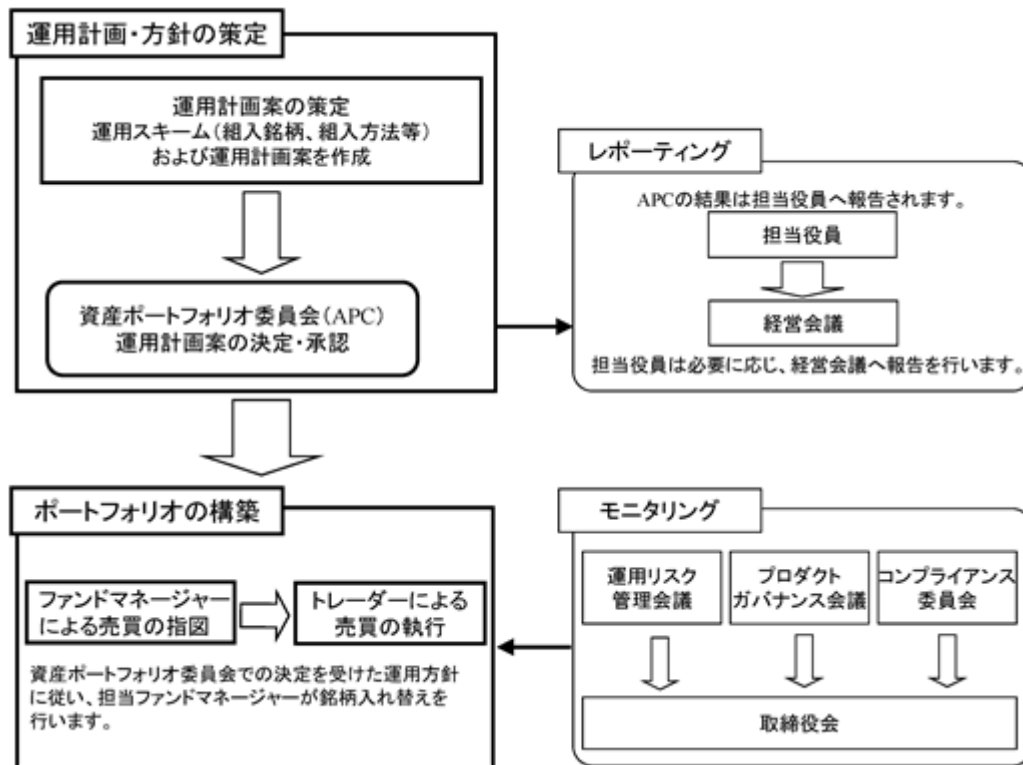 運用計画・方針の策定
運用計画案の策定
運用スキーム（組入銘柄、組入方法等）
および運用計画案を作成
資産ポートフォリオ委員会（APC）
運用計画案の決定・承認
レポーティング
APCの結果は担当役員へ報告されます。
担当役員
経営会議
担当役員は必要に応じ、経営会議へ報告を行います。
ポートフォリオの構築
ファンドマネージャー
による売買の指図
トレーダーによる
売買の執行
資産ポートフォリオ委員会での決定を受けた運用方針
に従い、担当ファンドマネージャーが銘柄入れ替えを
行います。
モニタリング
運用リスク
管理会議
プロダクト
ガバナンス会議
コンプライアンス
委員会
取締役会